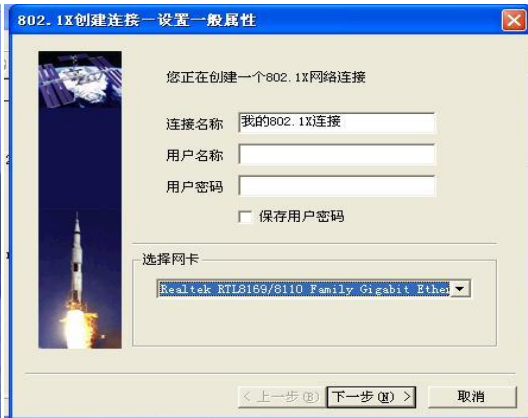 802.1X创建连接－设置一般属性
您正在创建一个802.1X网络连接
连接名称 我的802.1X连接
用户名称
用户密码
保存用户密码
选择网卡
Realtek RTL8169/8110 Family Gigabit Ether
< 上一步(B) 下一步(N) > 取消